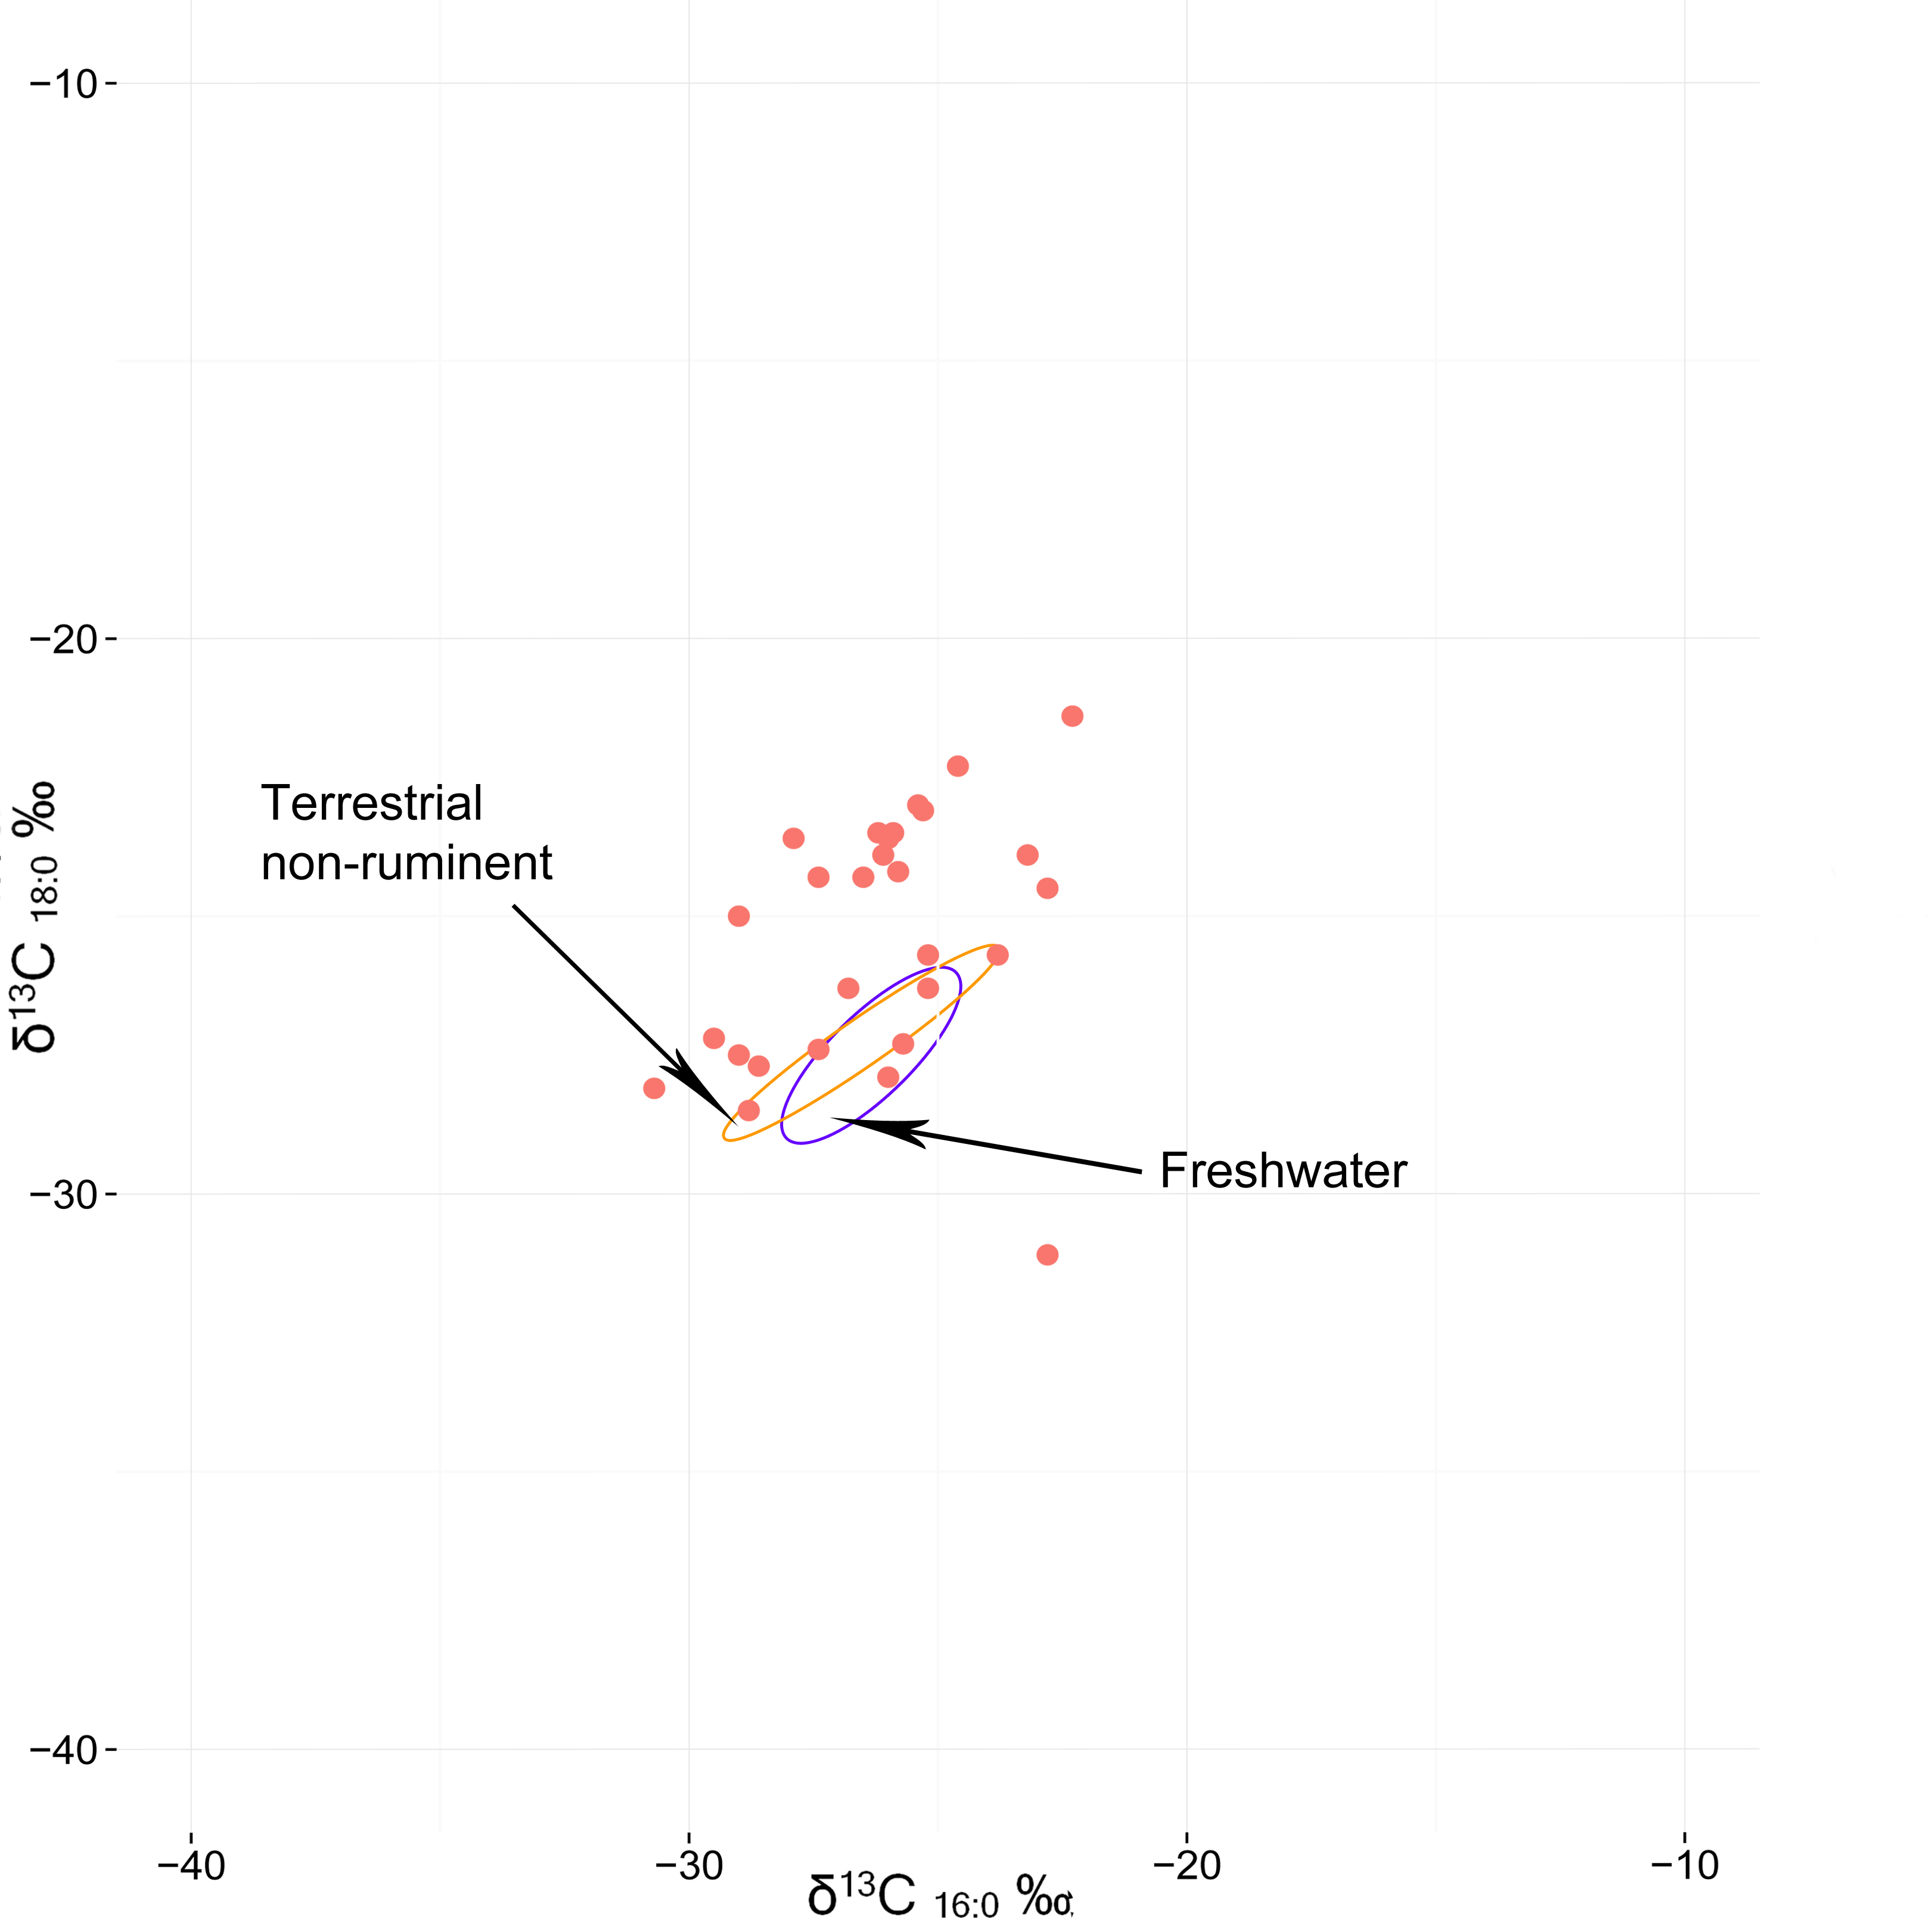 −10
−20
−30
−40
δ¹³C 18:0 ‰
Terrestrial
non-ruminent
Freshwater
−40 −30 −20 −10
δ¹³C 16:0 ‰